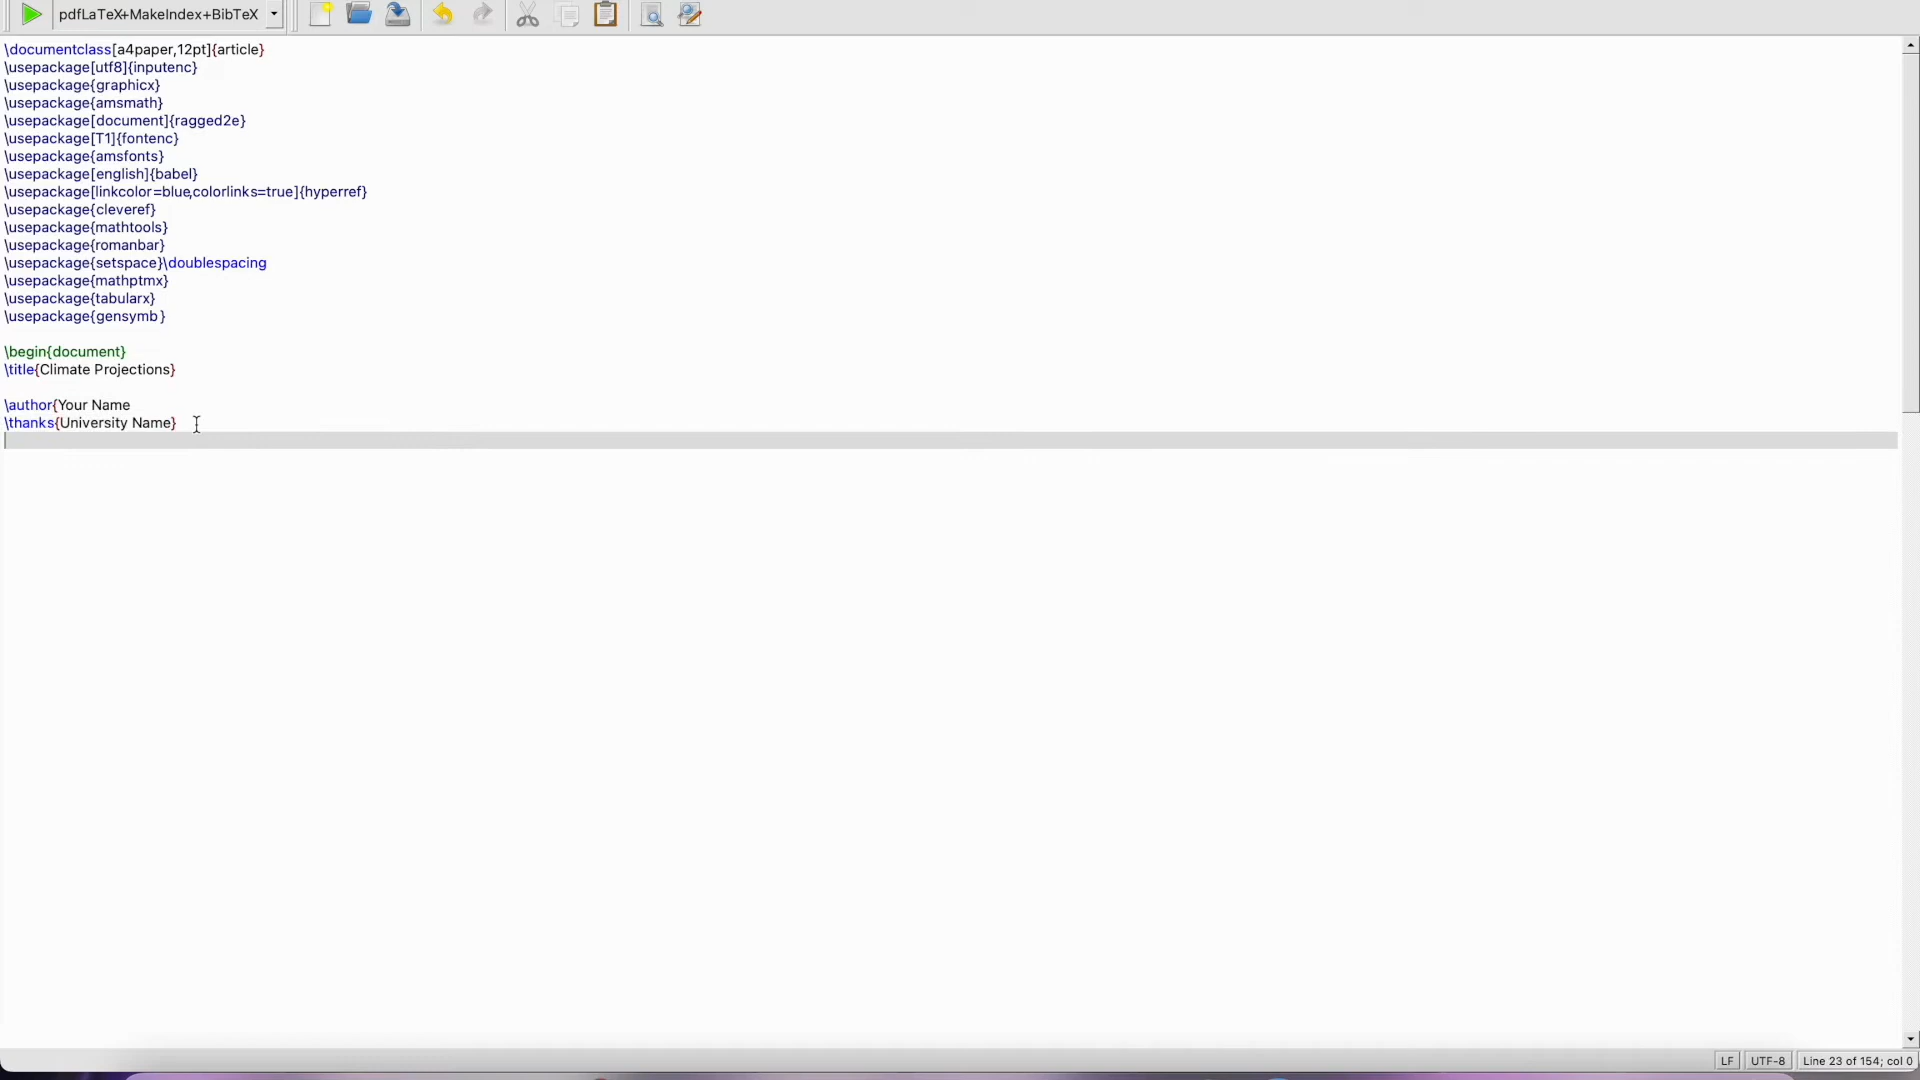 pdfLaTeX+MakeIndex+BibTeX
\documentclass[a4paper,12pt]{article}
\usepackage[utf8]{inputenc}
\usepackage{graphicx}
\usepackage{amsmath}
\usepackage[document]{ragged2e}
\usepackage[T1]{fontenc}
\usepackage{amsfonts}
\usepackage[english]{babel}
\usepackage[linkcolor=blue,colorlinks=true]{hyperref}
\usepackage{cleveref}
\usepackage{mathtools}
\usepackage{romanbar}
\usepackage{setspace}\doublespacing
\usepackage{mathptmx}
\usepackage{tabularx}
\usepackage{gensymb}
\begin{document}
\title{Climate Projections}
\author{Your Name
\thanks{University Name}
LF UTF-8 Line 23 of 154; col 0